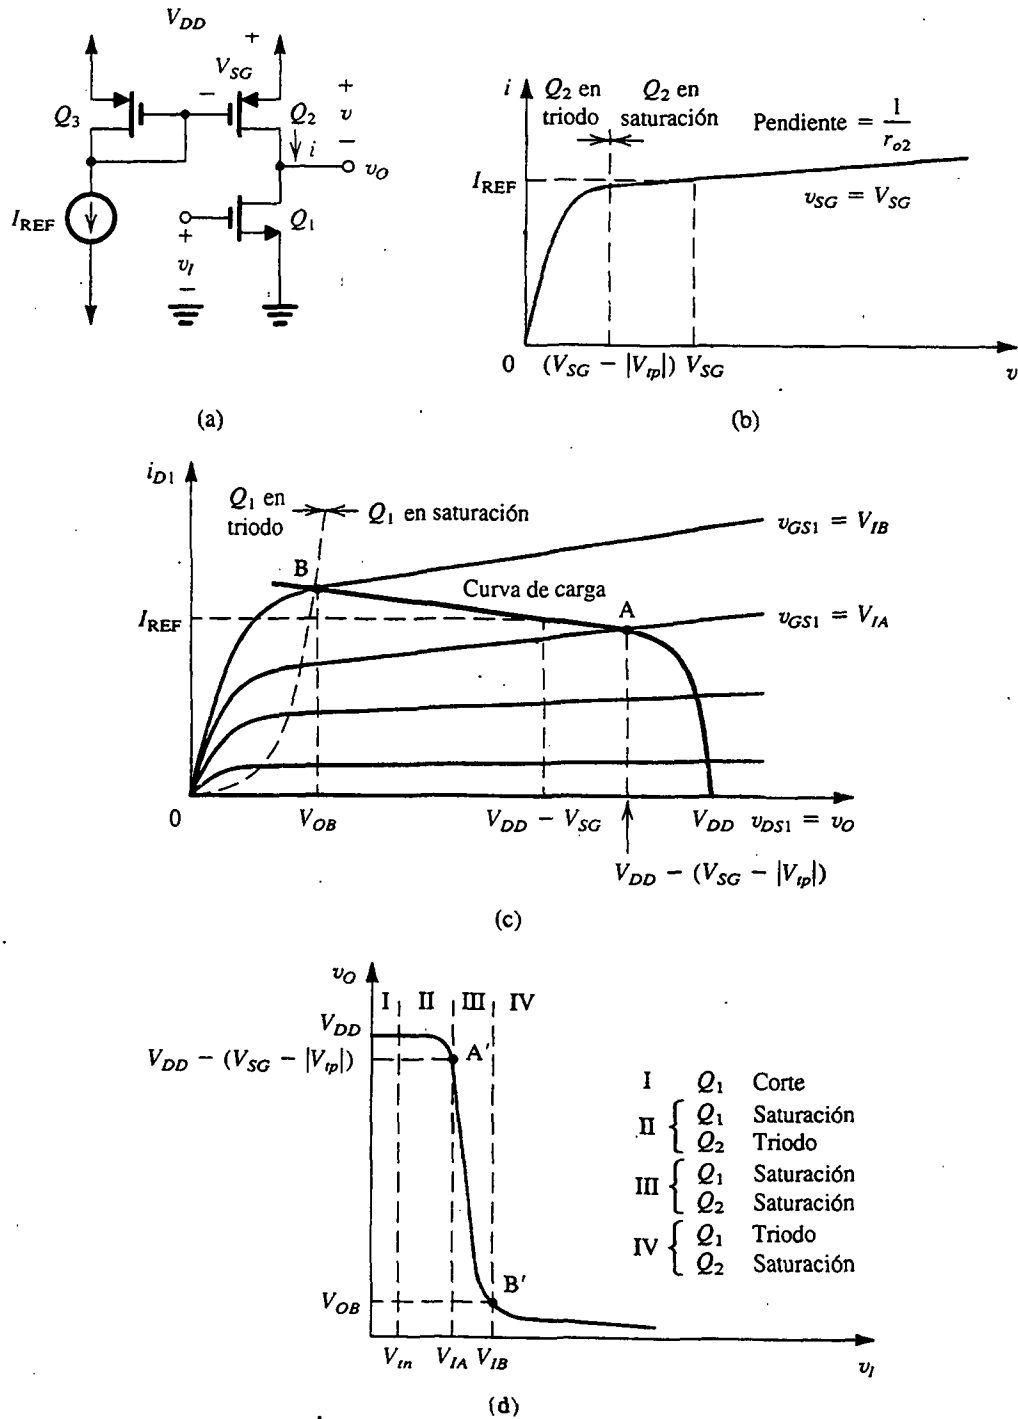 V_DD
+
V_SG
−
+
v
−
Q_3
Q_2
i
v_O
I_REF
Q_1
+
v_I
−
(a)
i
Q_2 en triodo
Q_2 en saturación
Pendiente = 1/r_o2
I_REF
v_SG = V_SG
0
(V_SG − |V_tp|)
V_SG
v
(b)
i_D1
Q_1 en triodo
Q_1 en saturación
v_GS1 = V_IB
B
Curva de carga
A
I_REF
v_GS1 = V_IA
0
V_OB
V_DD − V_SG
V_DD
v_DS1 = v_O
V_DD − (V_SG − |V_tp|)
(c)
v_O
I
II
III
IV
V_DD
V_DD − (V_SG − |V_tp|)
A′
I Q_1 Corte
II { Q_1 Saturación
Q_2 Triodo
III { Q_1 Saturación
Q_2 Saturación
IV { Q_1 Triodo
Q_2 Saturación
B′
V_OB
V_tn
V_IA
V_IB
v_I
(d)